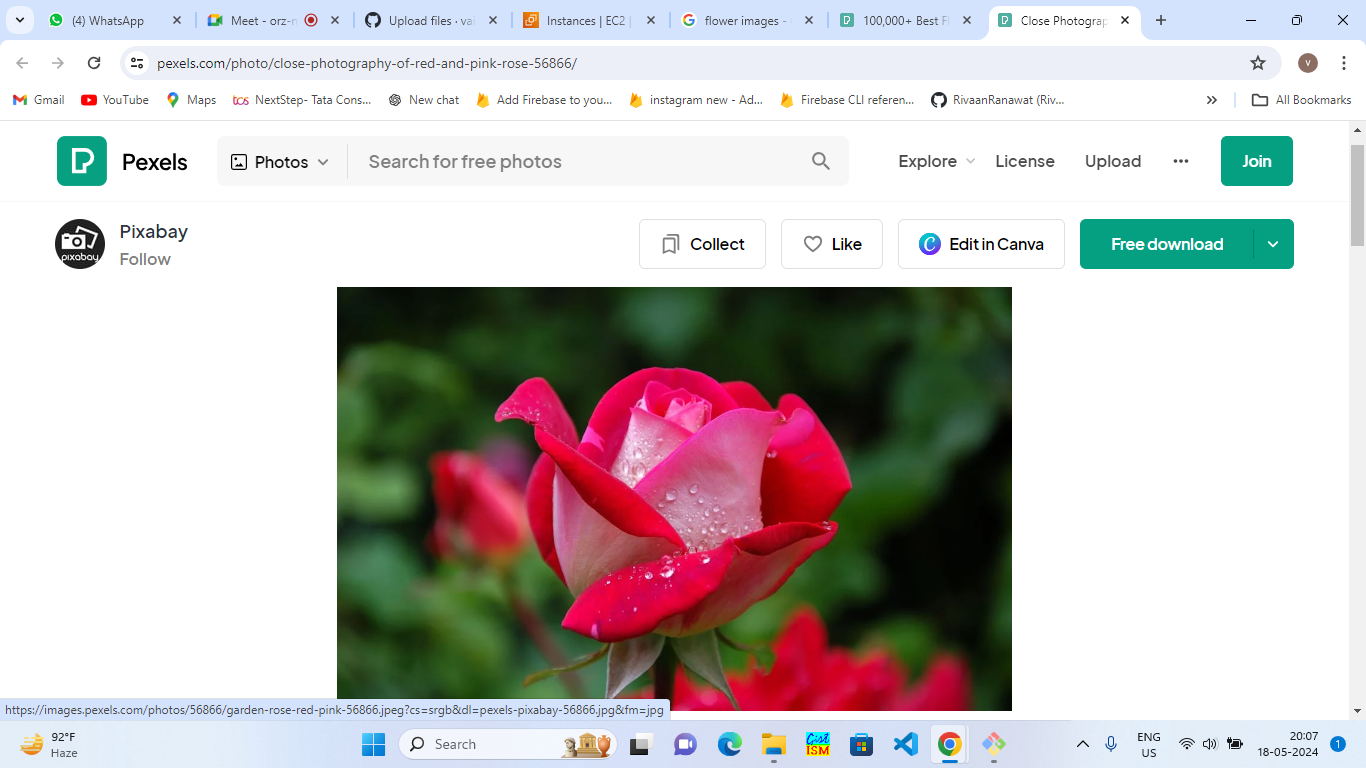 (4) WhatsApp
Meet - orz-n
Upload files · va
Instances | EC2 |
flower images -
100,000+ Best Fl
Close Photograp
pexels.com/photo/close-photography-of-red-and-pink-rose-56866/
V
Gmail
YouTube
Maps
tcs NextStep- Tata Cons...
New chat
Add Firebase to you...
instagram new - Ad...
Firebase CLI referen...
RivaanRanawat (Riv...
All Bookmarks
Pexels
Photos
Search for free photos
Explore
License
Upload
Join
pixabay
Pixabay
Follow
Collect
Like
Edit in Canva
Free download
https://images.pexels.com/photos/56866/garden-rose-red-pink-56866.jpeg?cs=srgb&dl=pexels-pixabay-56866.jpg&fm=jpg
92°F
Haze
Search
Gist
ISM
ENG
US
20:07
18-05-2024
1